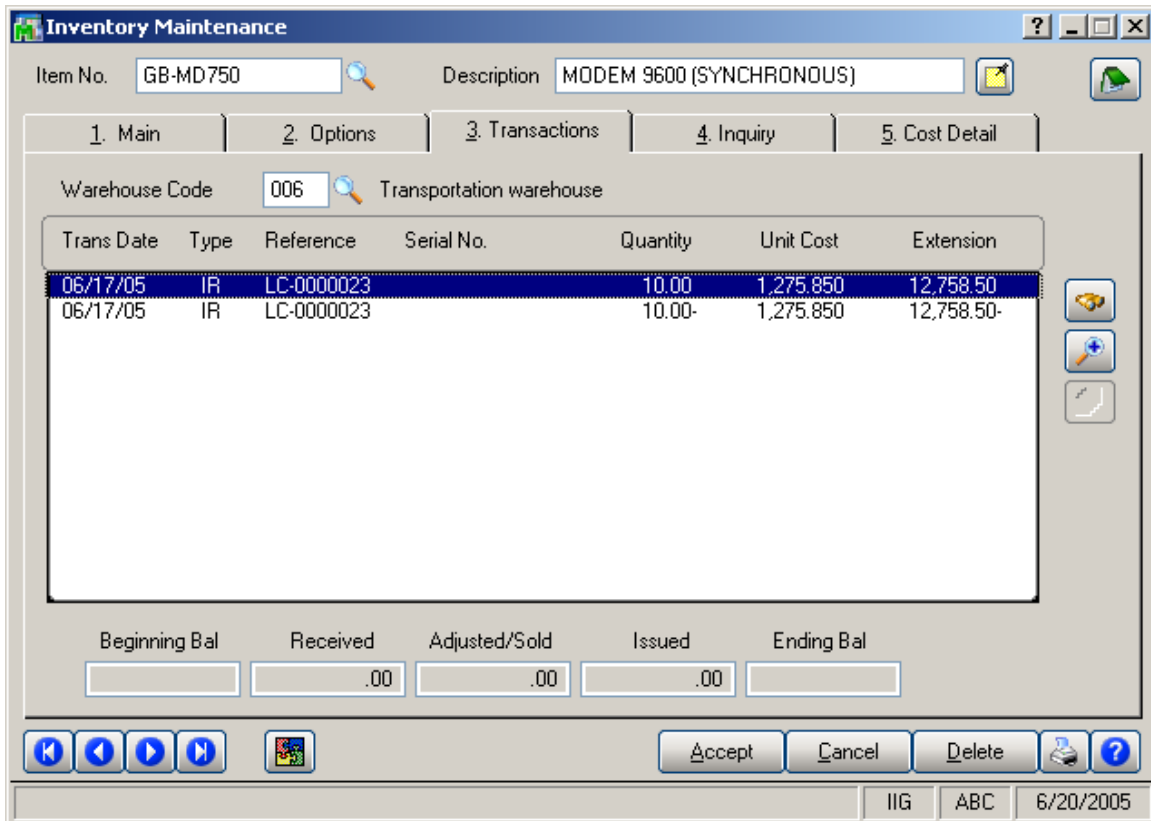 Inventory Maintenance
Item No. GB-MD750 Description MODEM 9600 (SYNCHRONOUS)
1. Main 2. Options 3. Transactions 4. Inquiry 5. Cost Detail
Warehouse Code 006 Transportation warehouse
Trans Date Type Reference Serial No. Quantity Unit Cost Extension
06/17/05 IR LC-0000023 10.00 1,275.850 12,758.50
06/17/05 IR LC-0000023 10.00- 1,275.850 12,758.50-
Beginning Bal Received Adjusted/Sold Issued Ending Bal
.00 .00 .00
Accept Cancel Delete
IIG ABC 6/20/2005